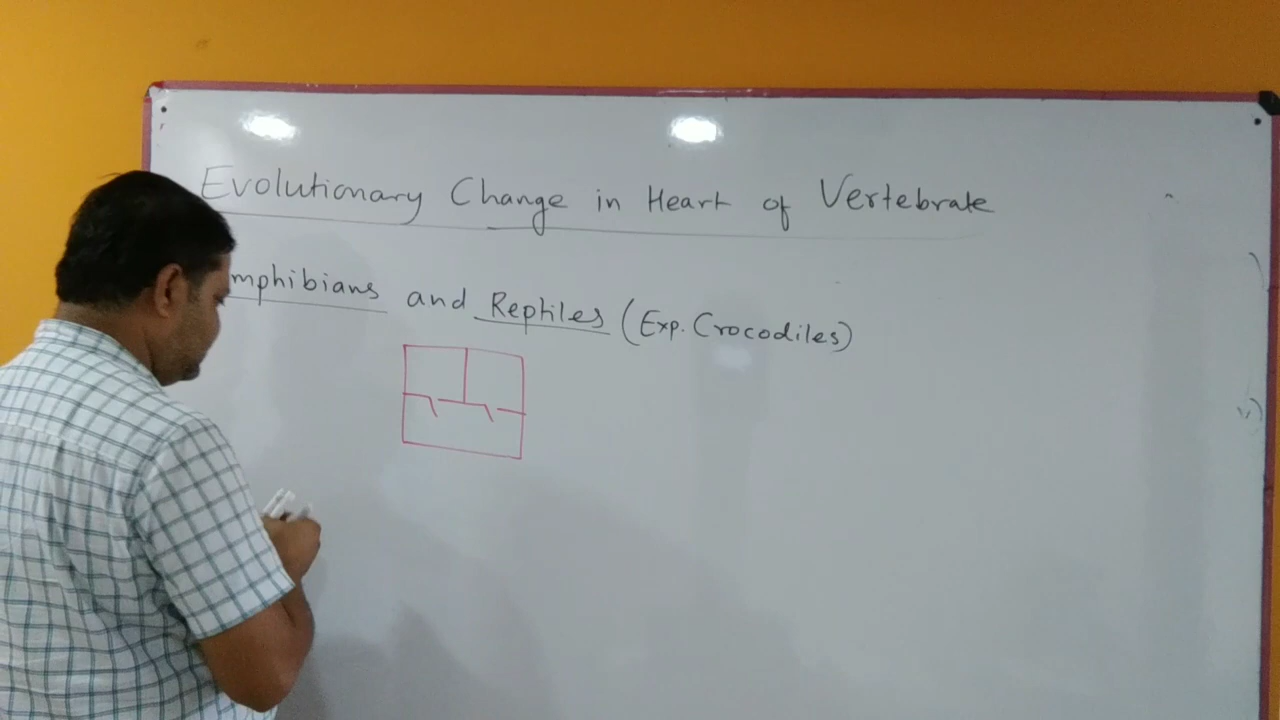 Evolutionary Change in Heart of Vertebrate
mphibians and Reptiles (Exp. Crocodiles)